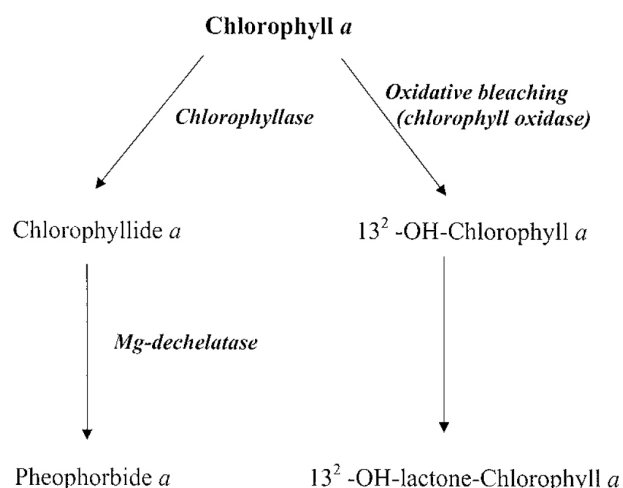 Chlorophyll a
Oxidative bleaching
(chlorophyll oxidase)
Chlorophyllase
Chlorophyllide a
13² -OH-Chlorophyll a
Mg-dechelatase
Pheophorbide a
13² -OH-lactone-Chlorophyll a